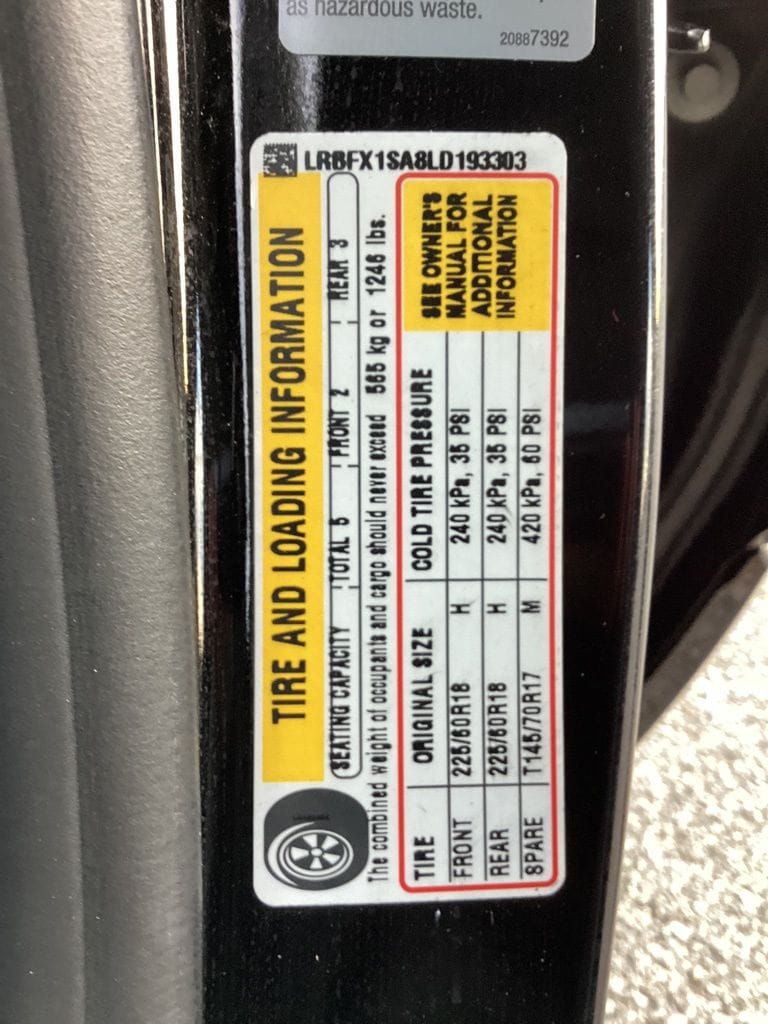 as hazardous waste.
20887392
LRBFX1SA8LD193303
TIRE AND LOADING INFORMATION
SEATING CAPACITY TOTAL 5 FRONT 2 REAR 3
The combined weight of occupants and cargo should never exceed 565 kg or 1246 lbs.
TIRE ORIGINAL SIZE COLD TIRE PRESSURE
FRONT 225/60R18 H 240 kPa, 35 PSI
REAR 225/60R18 H 240 kPa, 35 PSI
SPARE T145/70R17 M 420 kPa, 60 PSI
SEE OWNER'S
MANUAL FOR
ADDITIONAL
INFORMATION